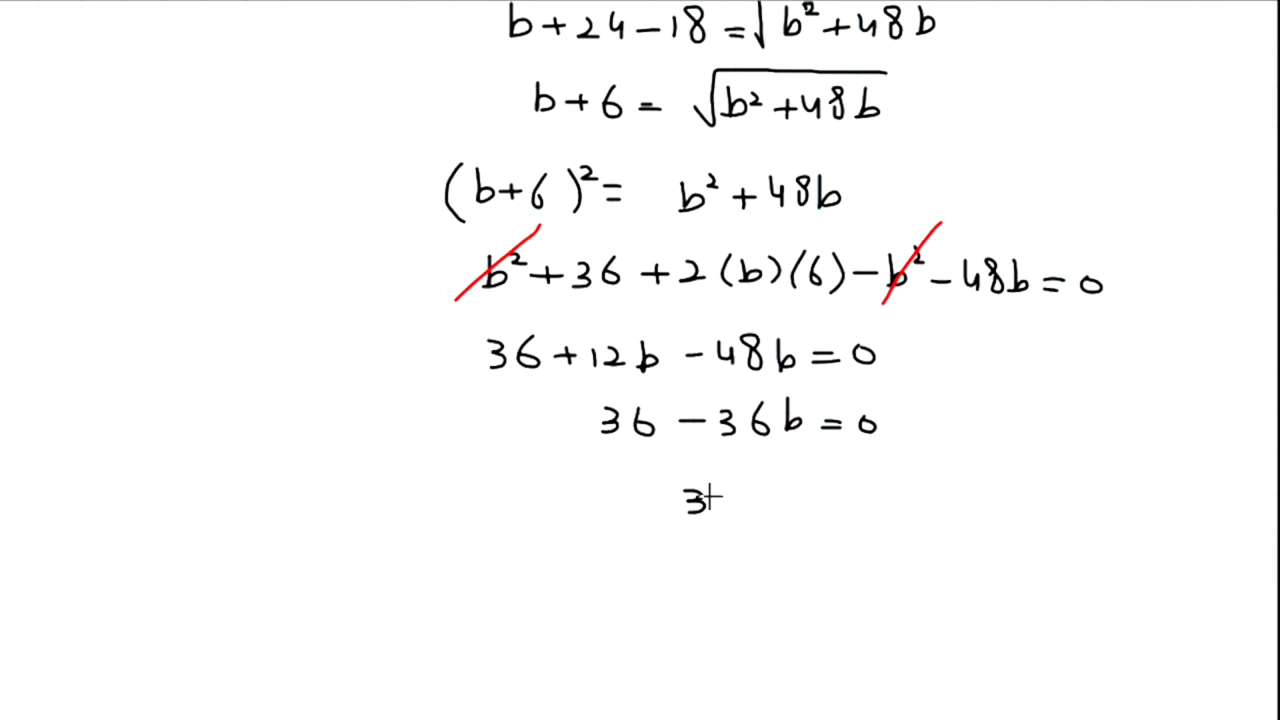 b+24-18=√b²+48b
b+6=√b²+48b
(b+6)²= b²+48b
b²+36+2(b)(6)-b²-48b=0
36+12b-48b=0
36-36b=0
3